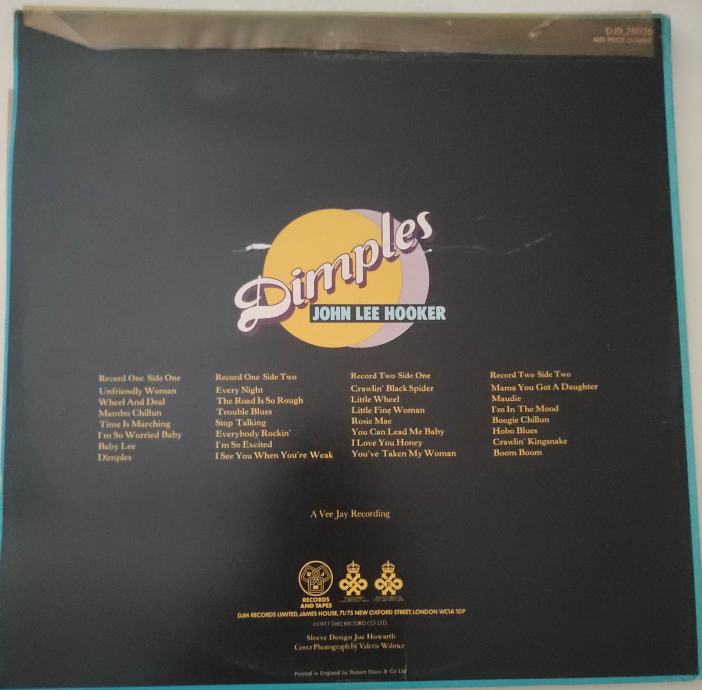 DJD 28026
MID-PRICE DOUBLE
Dimples
JOHN LEE HOOKER
Record One Side One
Unfriendly Woman
Wheel And Deal
Mambo Chillun
Time Is Marching
I'm So Worried Baby
Baby Lee
Dimples
Record One Side Two
Every Night
The Road Is So Rough
Trouble Blues
Stop Talking
Everybody Rockin'
I'm So Excited
I See You When You're Weak
Record Two Side One
Crawlin' Black Spider
Little Wheel
Little Fine Woman
Rosie Mae
You Can Lead Me Baby
I Love You Honey
You've Taken My Woman
Record Two Side Two
Mama You Got A Daughter
Maudie
I'm In The Mood
Boogie Chillun
Hobo Blues
Crawlin' Kingsnake
Boom Boom
A Vee Jay Recording
RECORDS
AND TAPES
DJM RECORDS LIMITED, JAMES HOUSE, 71/75 NEW OXFORD STREET, LONDON WC1A 1DP
©1977 THIS RECORD CO. LTD.
Sleeve Design Joe Howarth
Cover Photograph by Valerie Wilmer
Printed in England by Robert Stace & Co Ltd